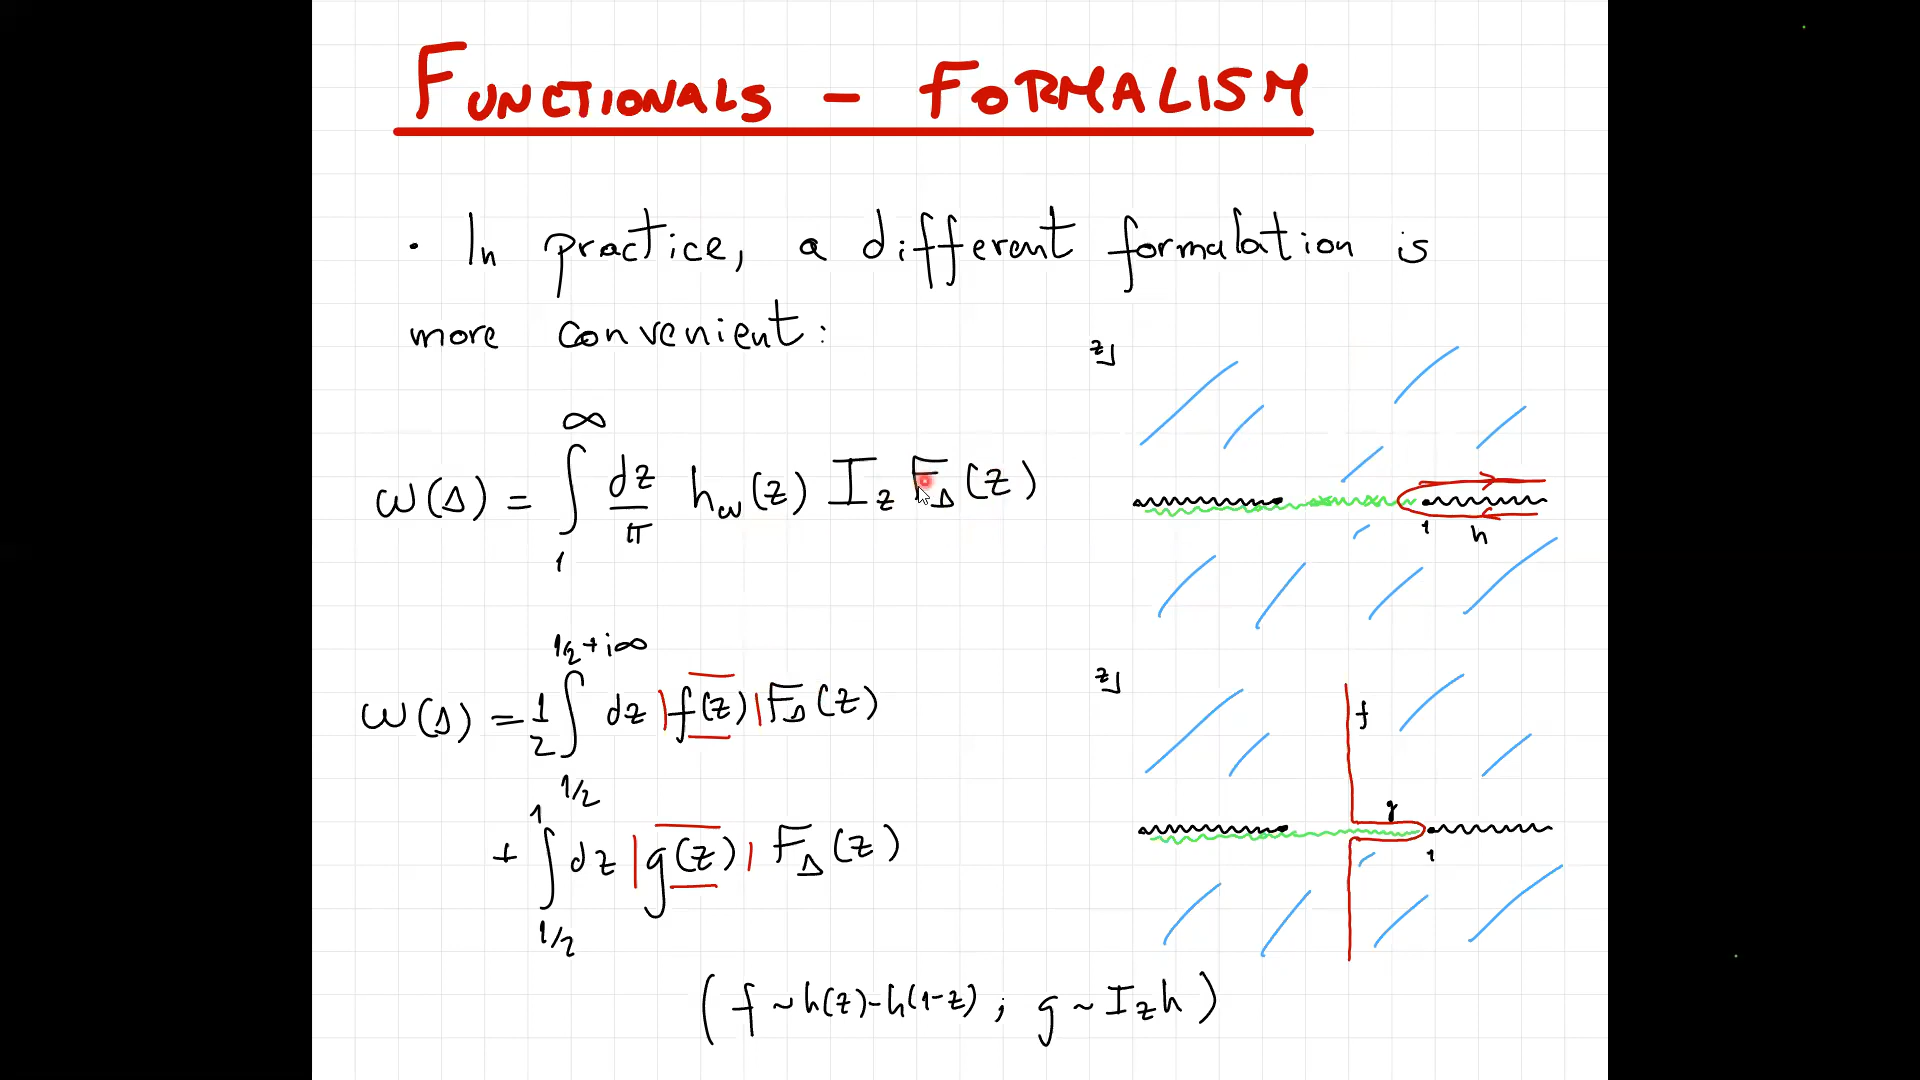 FUNCTIONALS - FORMALISM
• In practice, a different formulation is
more convenient:
ω(Δ) = ∫_1^∞ dz/π h_ω(z) I_z F_Δ(z)
z
1 h
ω(Δ) = 1/2 ∫_{1/2}^{1/2+i∞} dz |f(z)| F_Δ(z)
z
f
g
1
+ ∫_{1/2}^1 dz |g(z)| F_Δ(z)
(f ~ h(z)-h(1-z) ; g ~ I_z h)